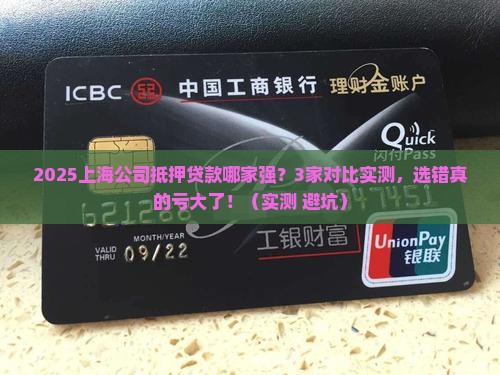 ICBC 中国工商银行 理财金账户
Quick
闪付Pass
2025上海公司抵押贷款哪家强？3家对比实测，选错真
的亏大了！（实测 避坑）
MONTH/YEAR
VALID
THRU 09/22
工银财富
UnionPay
银联